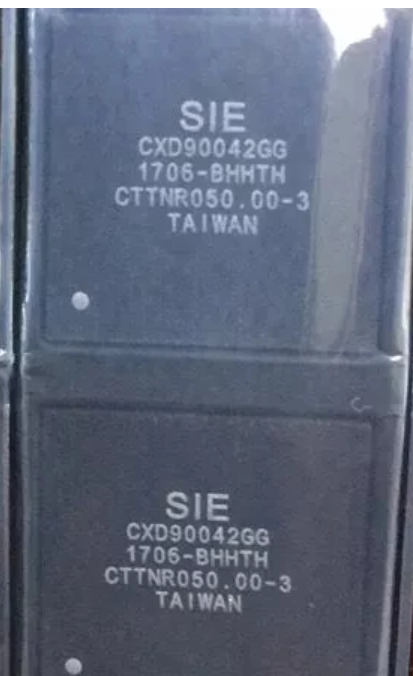 SIE
CXD90042GG
1706-BHHTH
CTTNR050.00-3
TAIWAN
SIE
CXD90042GG
1706-BHHTH
CTTNR050.00-3
TAIWAN